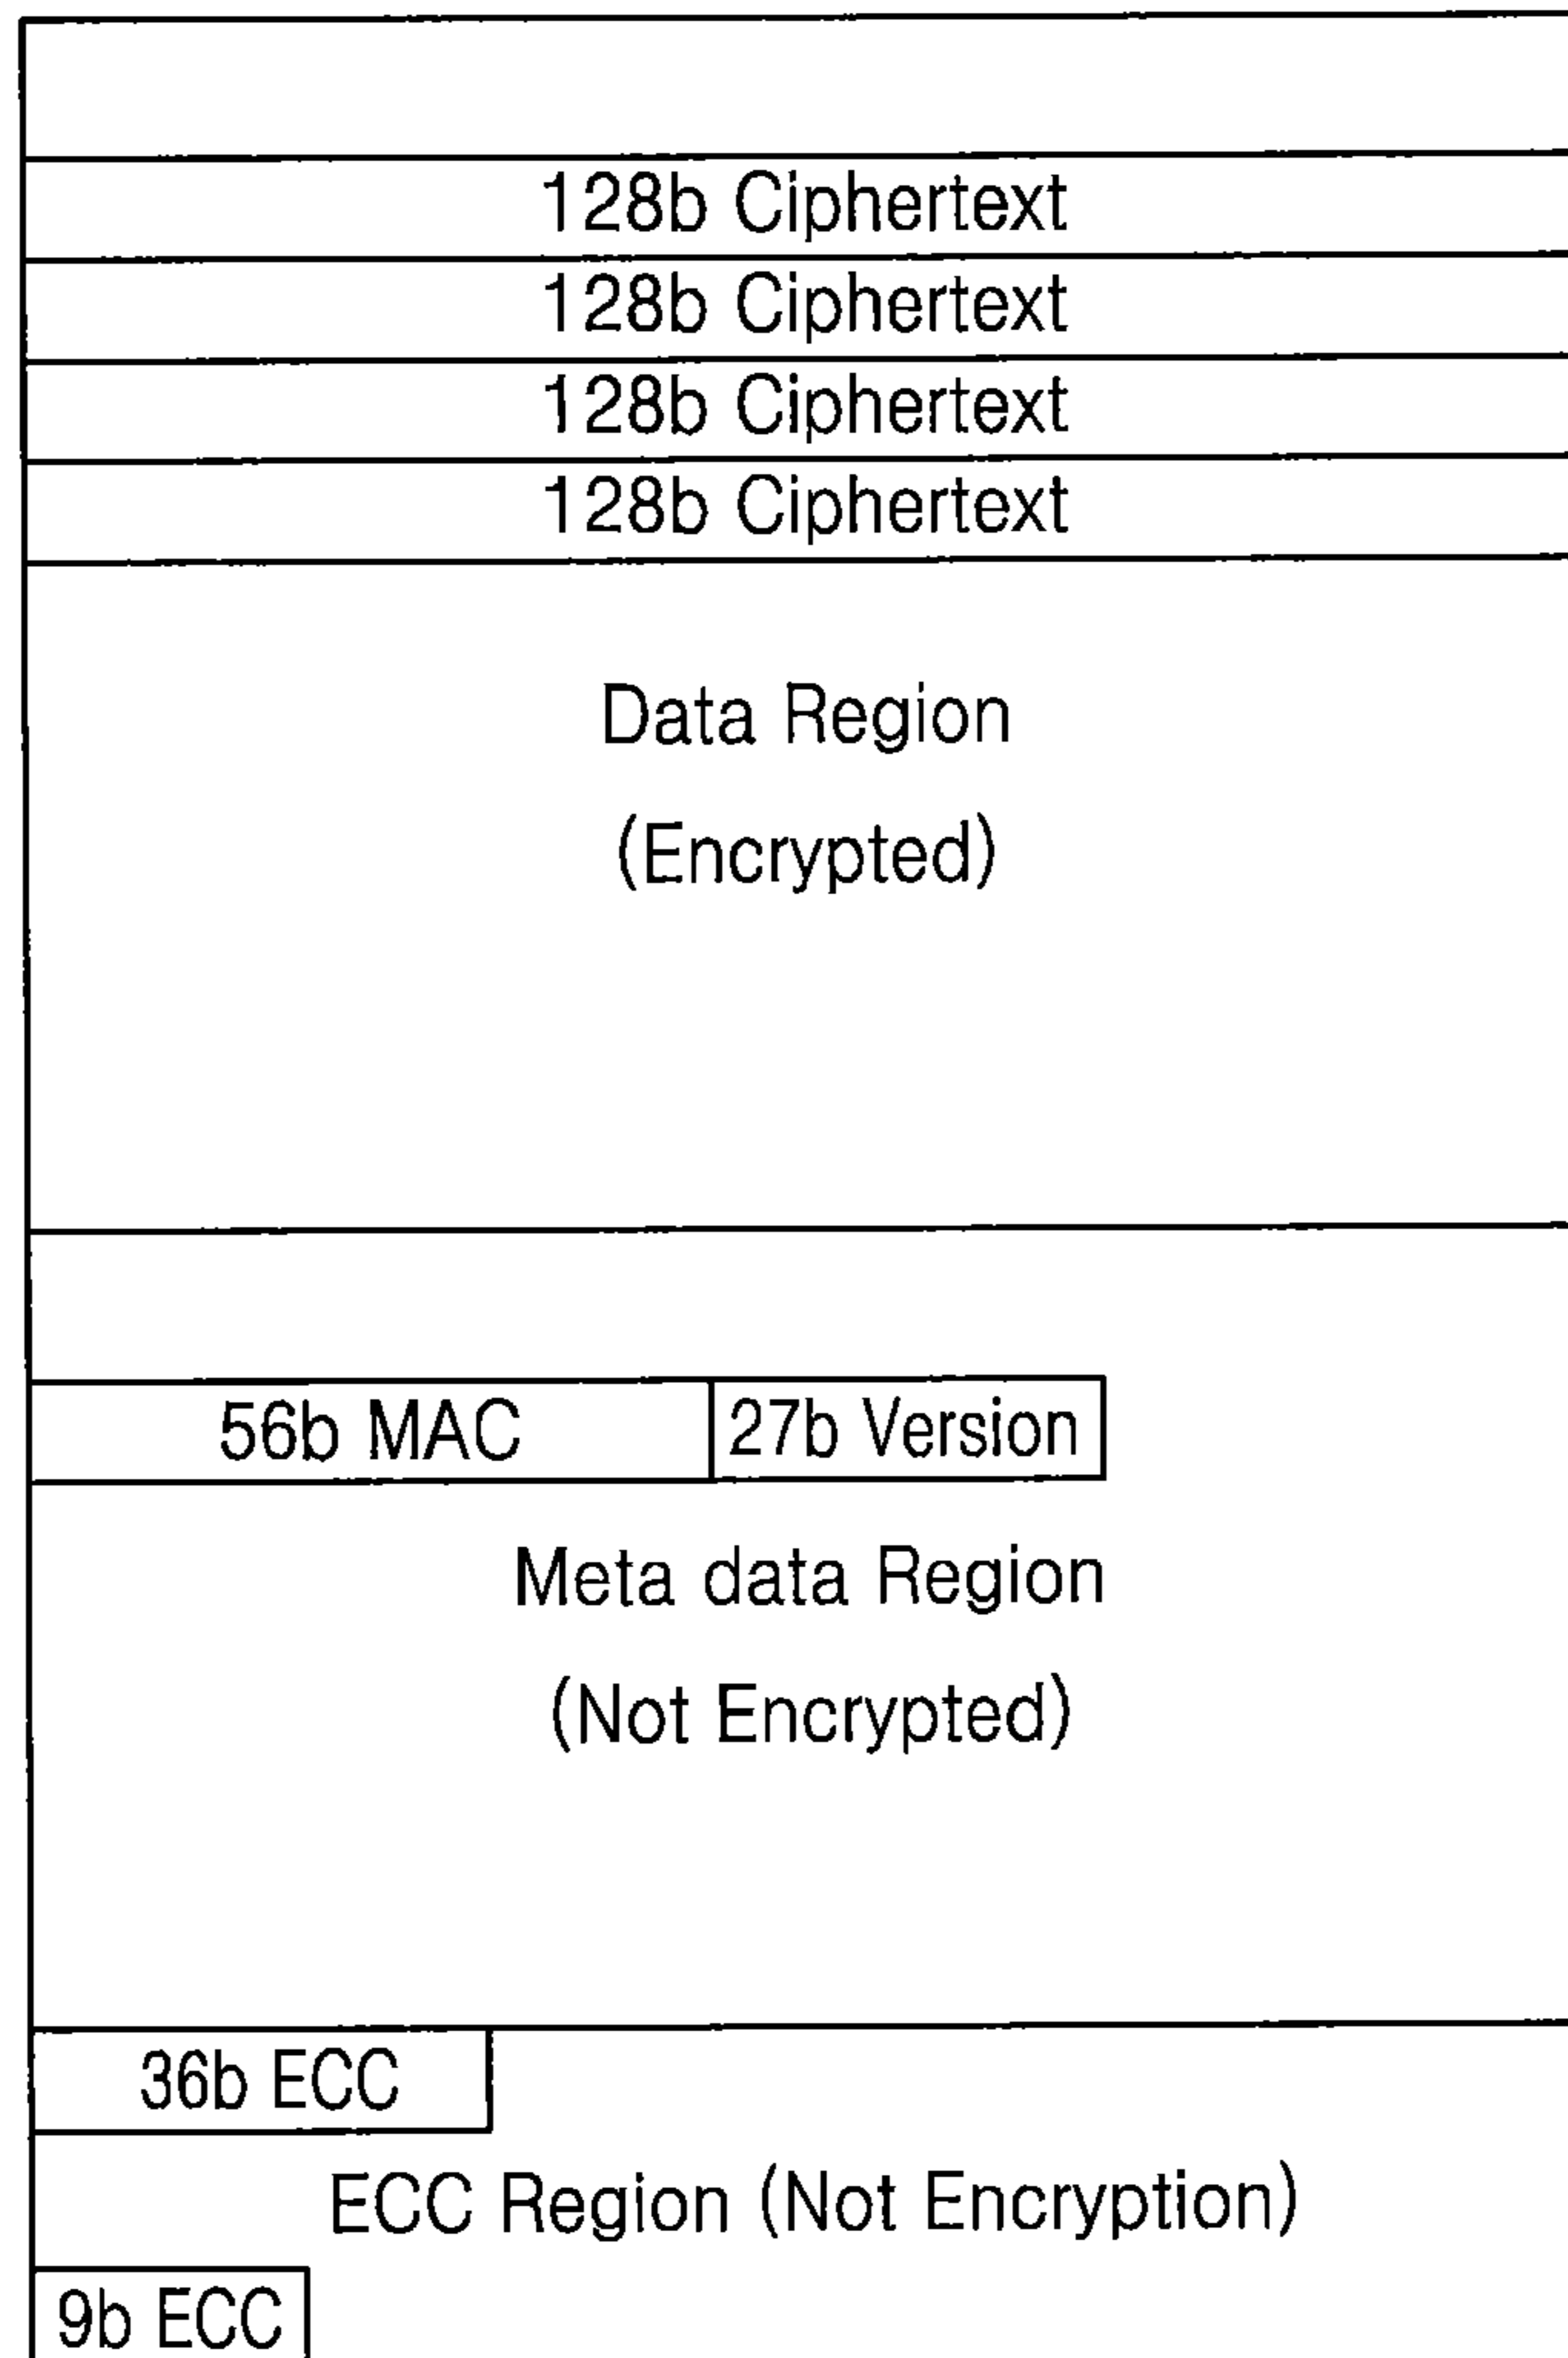 128b Ciphertext
128b Ciphertext
128b Ciphertext
128b Ciphertext
Data Region
(Encrypted)
56b MAC 27b Version
Meta data Region
(Not Encrypted)
36b ECC
ECC Region (Not Encryption)
9b ECC